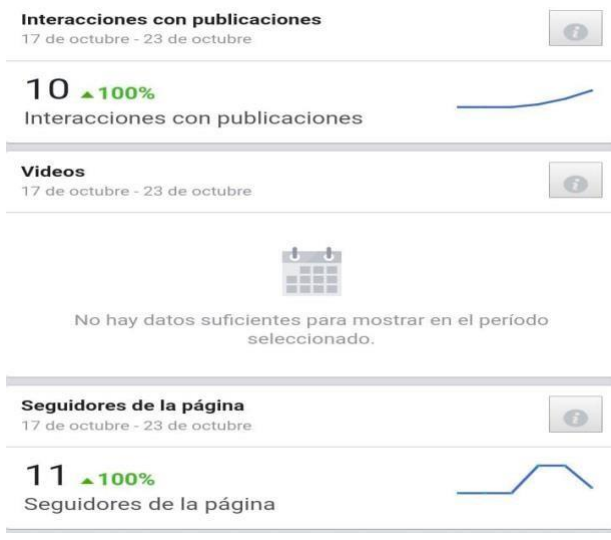 Interacciones con publicaciones
17 de octubre - 23 de octubre
10 ▲100%
Interacciones con publicaciones
Videos
17 de octubre - 23 de octubre
No hay datos suficientes para mostrar en el período
seleccionado.
Seguidores de la página
17 de octubre - 23 de octubre
11 ▲100%
Seguidores de la página